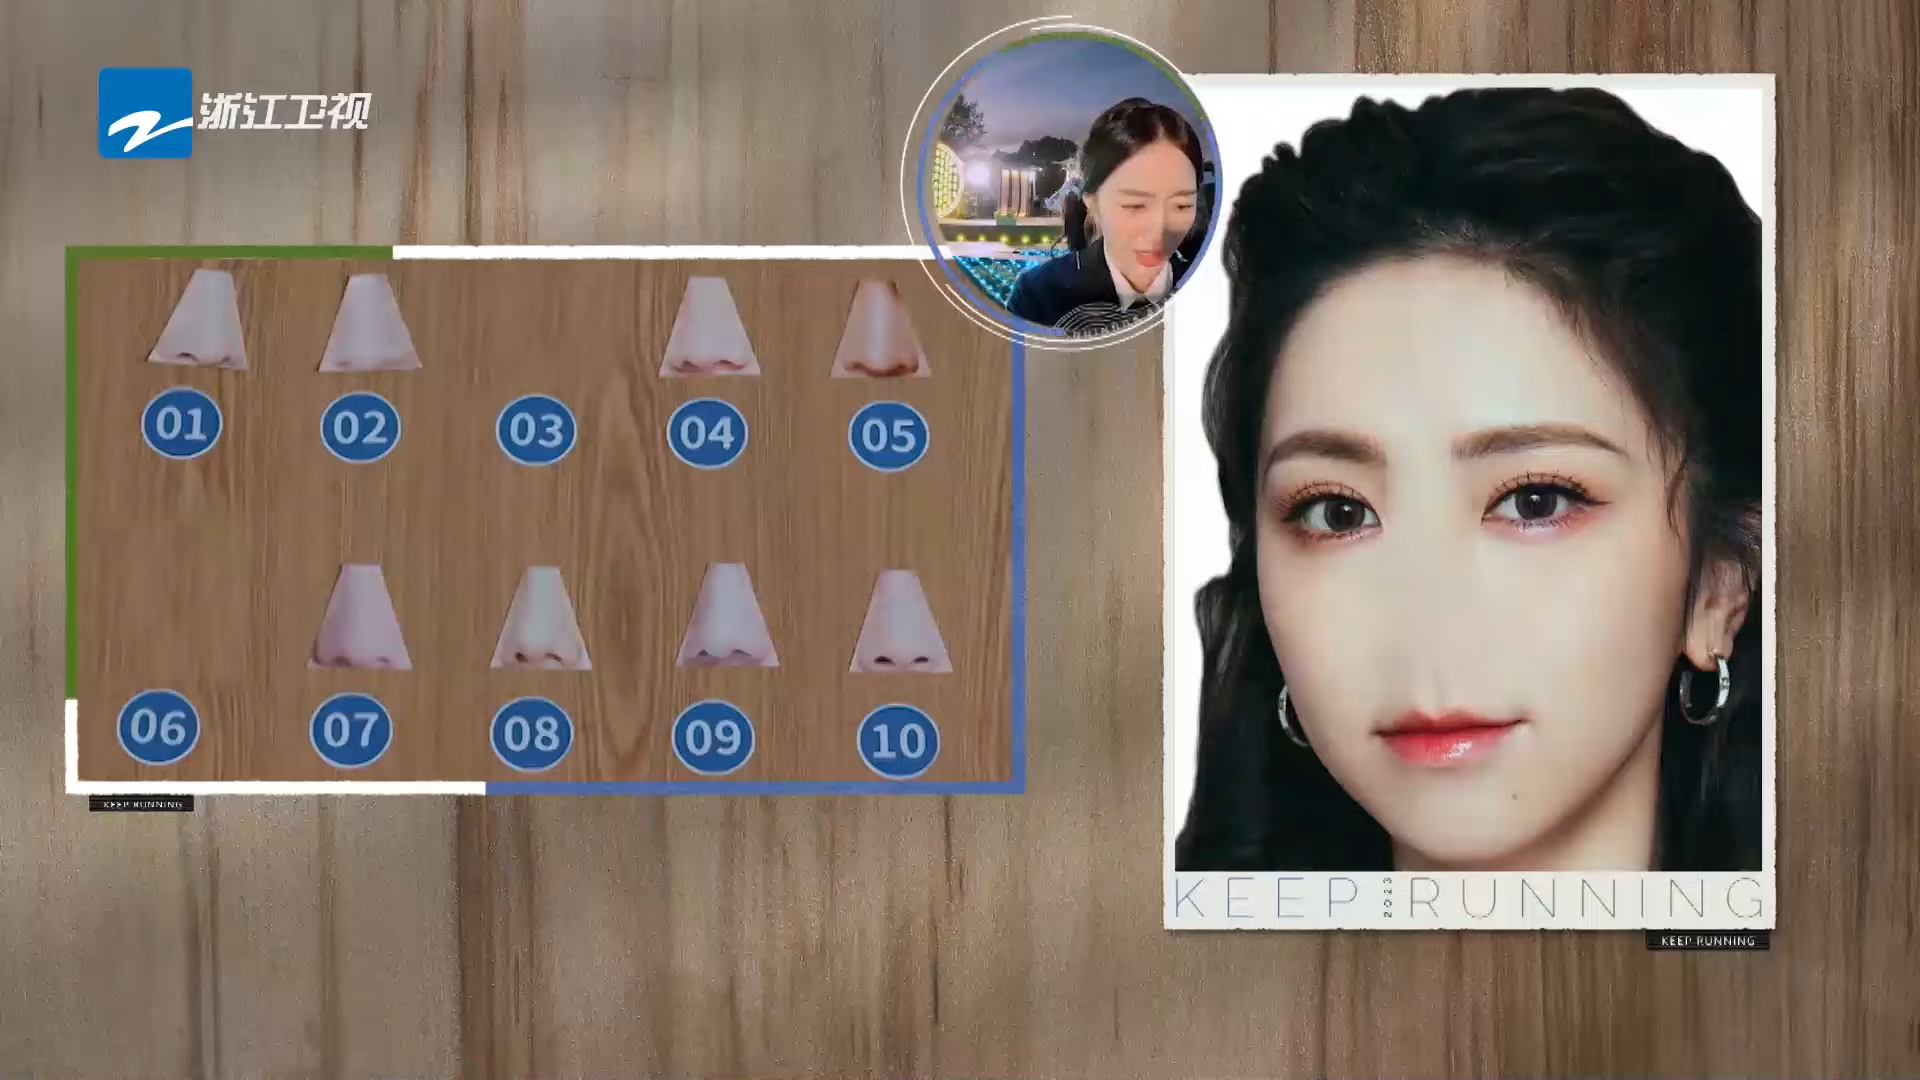 浙江卫视
01
02
03
04
05
06
07
08
09
10
KEEP RUNNING
KEEP 2023 RUNNING
KEEP RUNNING